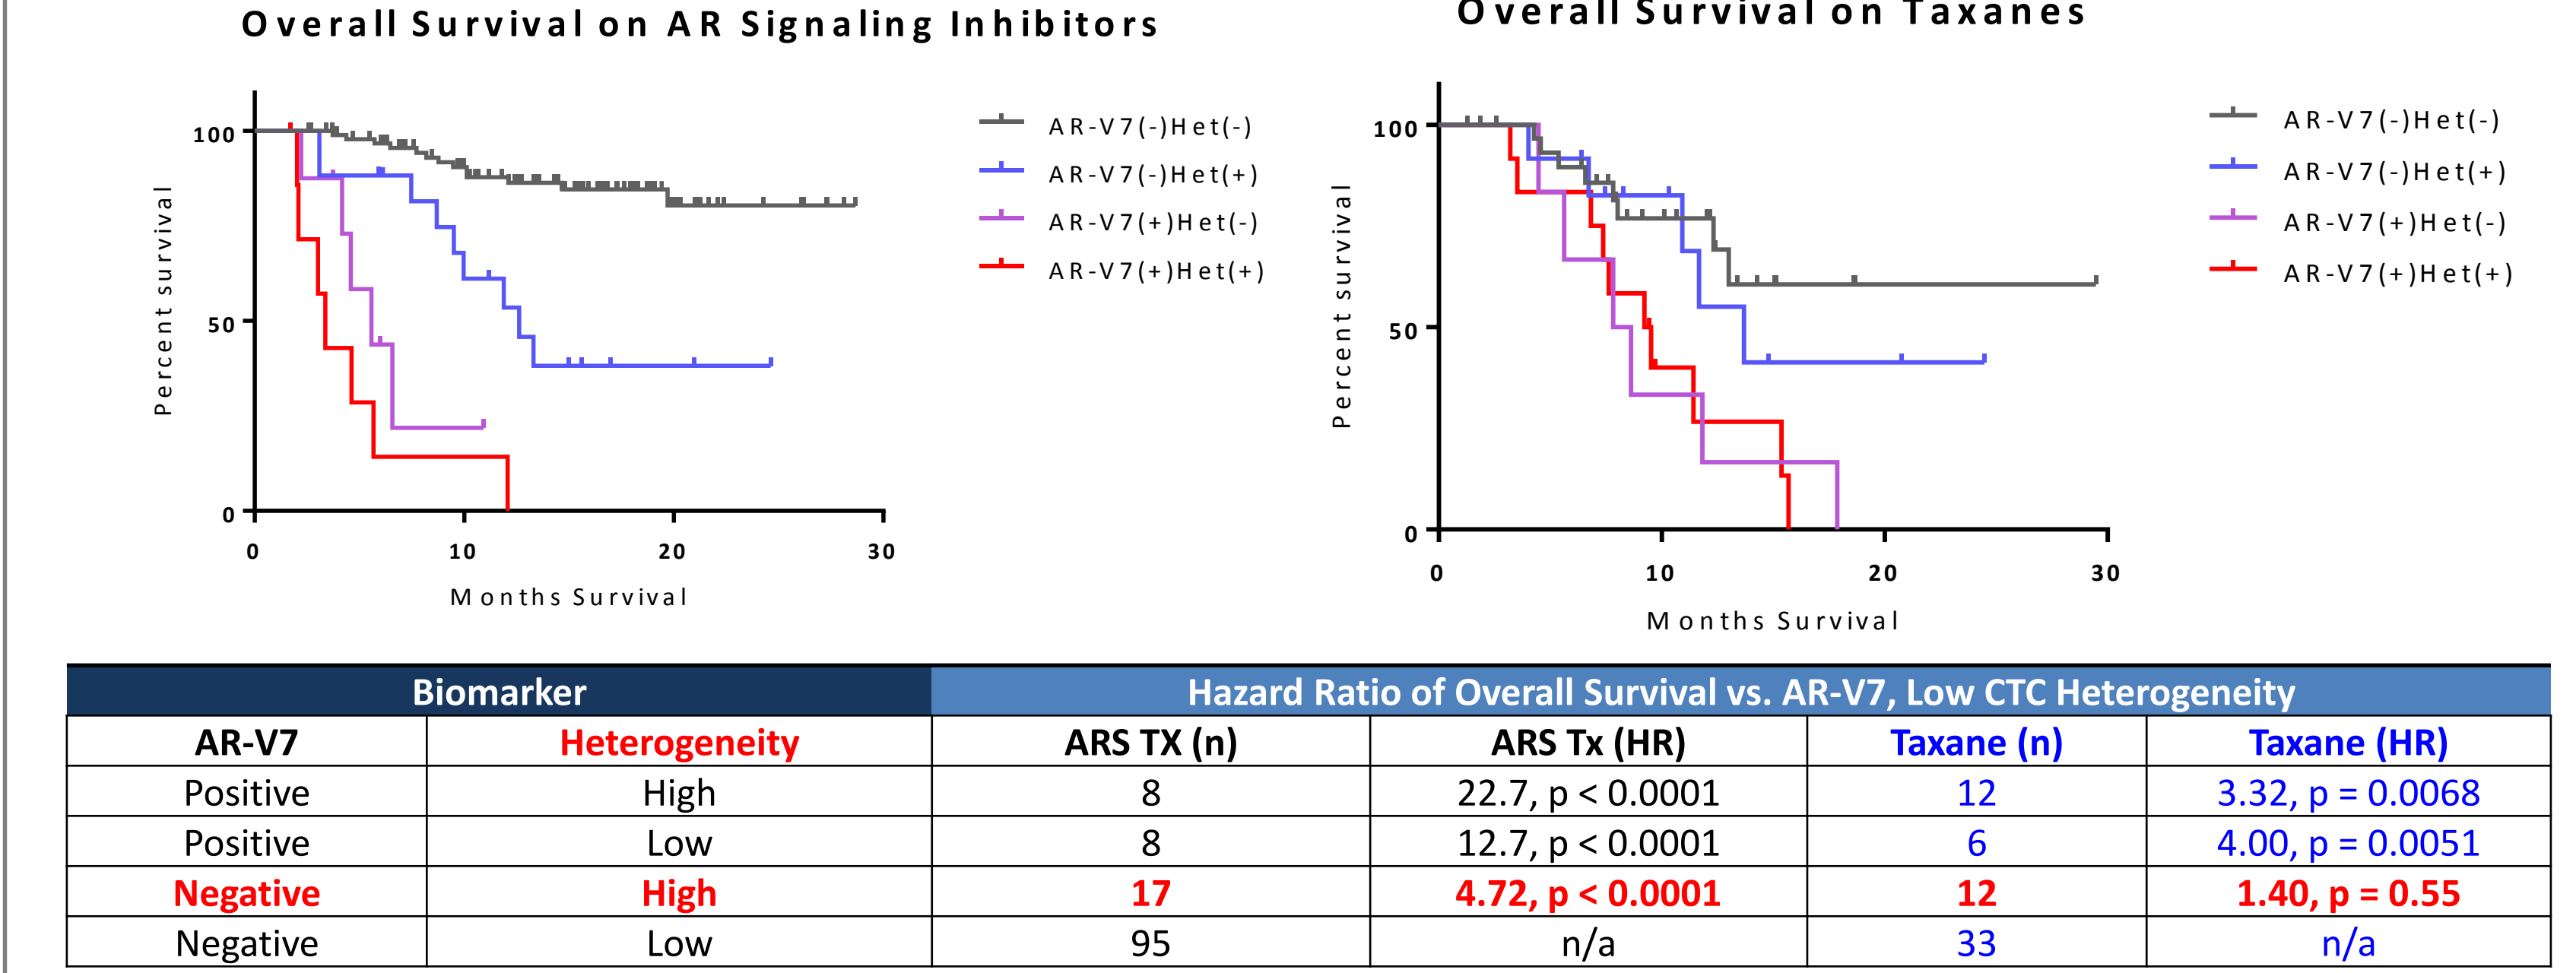 Overall Survival on AR Signaling Inhibitors
100
50
0
0 10 20 30
Percent survival
Months Survival
AR-V7(-)Het(-)
AR-V7(-)Het(+)
AR-V7(+)Het(-)
AR-V7(+)Het(+)
Overall Survival on Taxanes
100
50
0
0 10 20 30
Percent survival
Months Survival
AR-V7(-)Het(-)
AR-V7(-)Het(+)
AR-V7(+)Het(-)
AR-V7(+)Het(+)
Biomarker Hazard Ratio of Overall Survival vs. AR-V7, Low CTC Heterogeneity
AR-V7 Heterogeneity ARS TX (n) ARS Tx (HR) Taxane (n) Taxane (HR)
Positive High 8 22.7, p < 0.0001 12 3.32, p = 0.0068
Positive Low 8 12.7, p < 0.0001 6 4.00, p = 0.0051
Negative High 17 4.72, p < 0.0001 12 1.40, p = 0.55
Negative Low 95 n/a 33 n/a